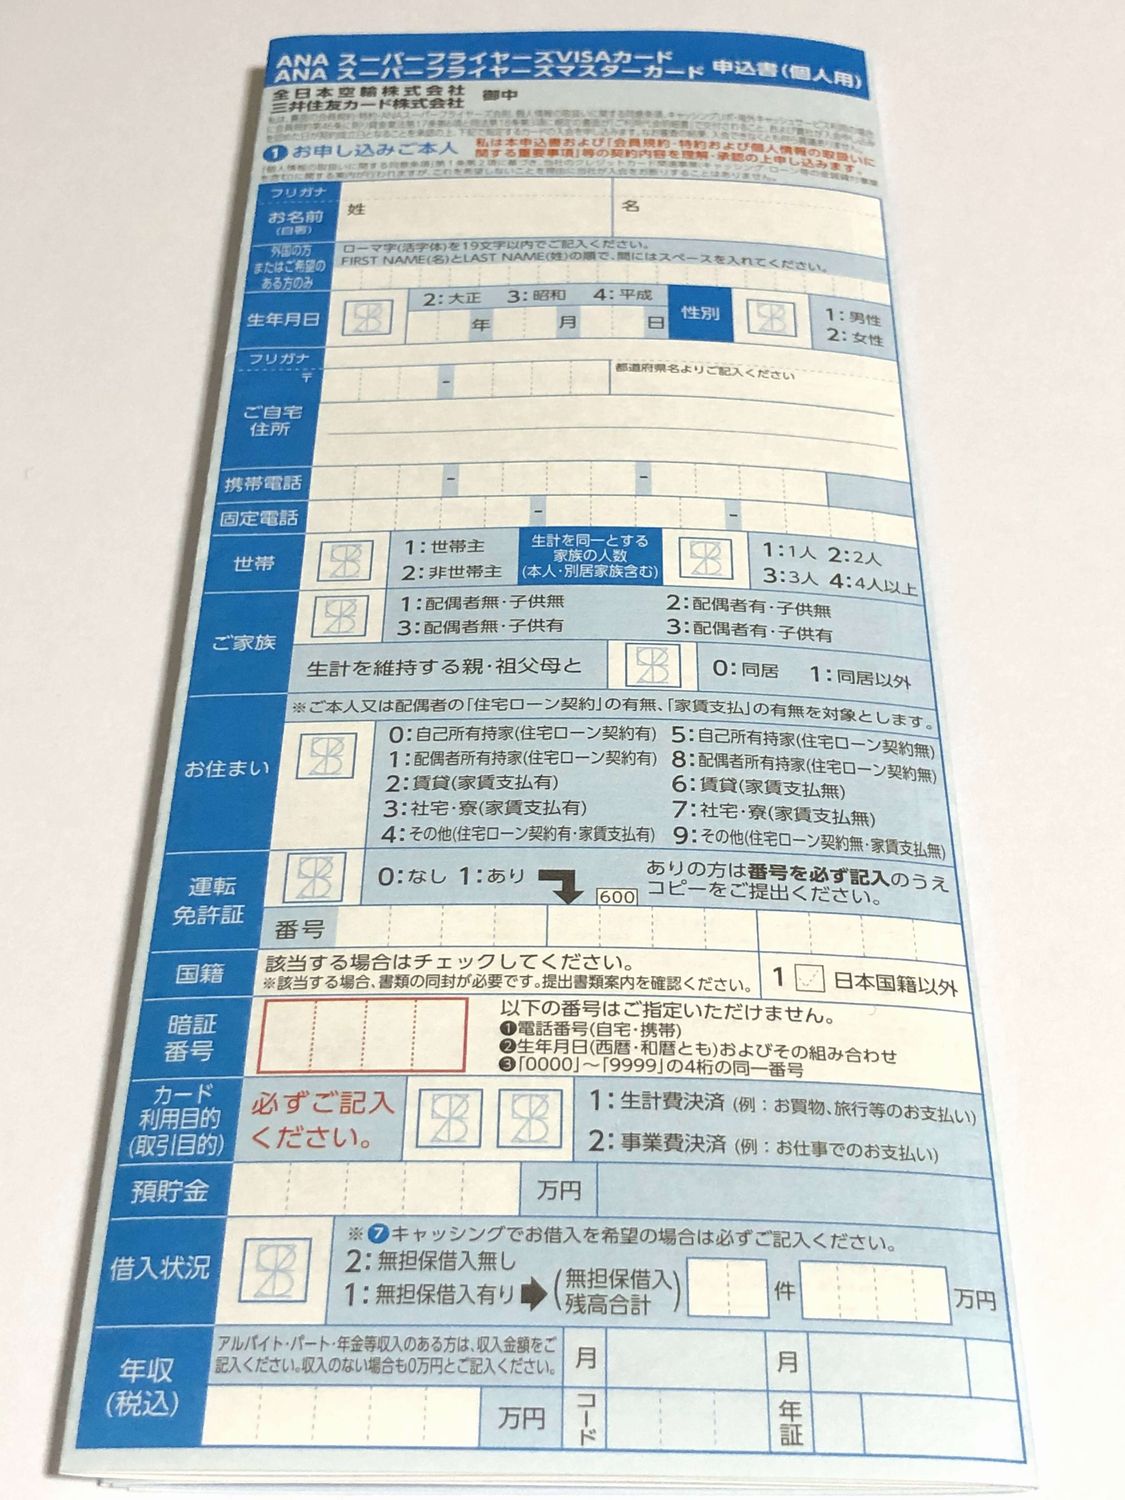 ANA スーパーフライヤーズVISAカード
ANA スーパーフライヤーズマスターカード 申込書(個人用)
全日本空輸株式会社
三井住友カード株式会社 御中
1 お申し込みご本人
私は本申込書および「会員規約・特約および個人情報の取扱いに
関する重要事項」等の契約内容を理解・承認の上申し込みます。
フリガナ
お名前
(自署)
姓 名
外国の方
またはご希望の
ある方のみ
ローマ字(活字体)を19文字以内でご記入ください。
FIRST NAME(名)とLAST NAME(姓)の順で、間にはスペースを入れてください。
生年月日
2:大正 3:昭和 4:平成
年 月 日
性別
1:男性
2:女性
フリガナ
〒
-
都道府県名よりご記入ください
ご自宅
住所
携帯電話 - -
固定電話 - -
世帯
1:世帯主
2:非世帯主
生計を同一とする
家族の人数
(本人・別居家族含む)
1:1人 2:2人
3:3人 4:4人以上
ご家族
1:配偶者無・子供無 2:配偶者有・子供無
3:配偶者無・子供有 3:配偶者有・子供有
生計を維持する親・祖父母と 0:同居 1:同居以外
お住まい
※ご本人又は配偶者の「住宅ローン契約」の有無、「家賃支払」の有無を対象とします。
0:自己所有持家(住宅ローン契約有) 5:自己所有持家(住宅ローン契約無)
1:配偶者所有持家(住宅ローン契約有) 8:配偶者所有持家(住宅ローン契約無)
2:賃貸(家賃支払有) 6:賃貸(家賃支払無)
3:社宅・寮(家賃支払有) 7:社宅・寮(家賃支払無)
4:その他(住宅ローン契約有・家賃支払有) 9:その他(住宅ローン契約無・家賃支払無)
運転
免許証
0:なし 1:あり
600
ありの方は番号を必ず記入のうえ
コピーをご提出ください。
番号
国籍
該当する場合はチェックしてください。
※該当する場合、書類の同封が必要です。提出書類案内を確認ください。
1 日本国籍以外
暗証
番号
以下の番号はご指定いただけません。
❶電話番号(自宅・携帯)
❷生年月日(西暦・和暦とも)およびその組み合わせ
❸「0000」～「9999」の4桁の同一番号
カード
利用目的
(取引目的)
必ずご記入
ください。
1:生計費決済 (例：お買物、旅行等のお支払い)
2:事業費決済 (例：お仕事でのお支払い)
預貯金 万円
借入状況
※❼キャッシングでお借入を希望の場合は必ずご記入ください。
2:無担保借入無し
1:無担保借入有り
(無担保借入
残高合計)
件 万円
年収
(税込)
アルバイト・パート・年金等収入のある方は、収入金額をご
記入ください。収入のない場合も0万円とご記入ください。
月 月
万円 コード 年証